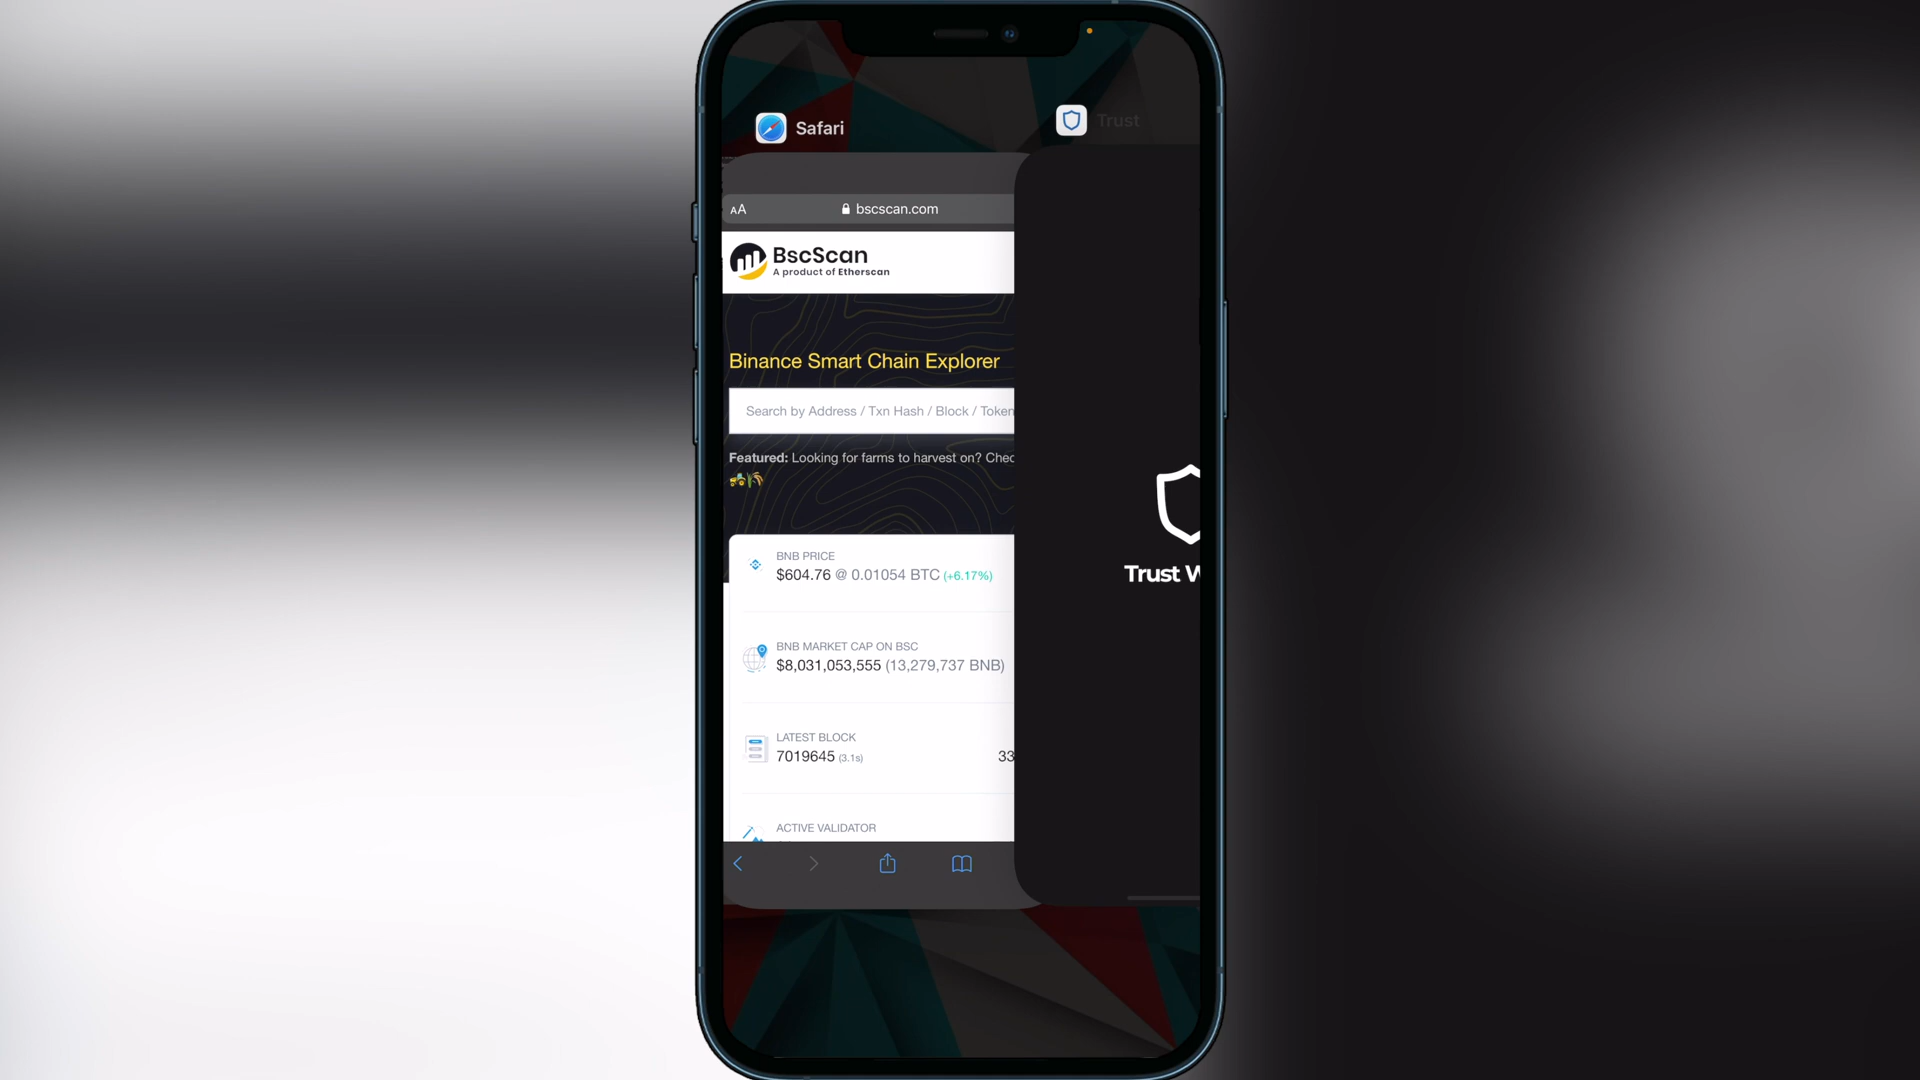 Safari
Trust
AA
bscscan.com
BscScan
A product of Etherscan
Binance Smart Chain Explorer
Search by Address / Txn Hash / Block / Token
Featured: Looking for farms to harvest on? Chec
BNB PRICE
$604.76 @ 0.01054 BTC (+6.17%)
BNB MARKET CAP ON BSC
$8,031,053,555 (13,279,737 BNB)
LATEST BLOCK
7019645 (3.1s)
33
ACTIVE VALIDATOR
Trust W